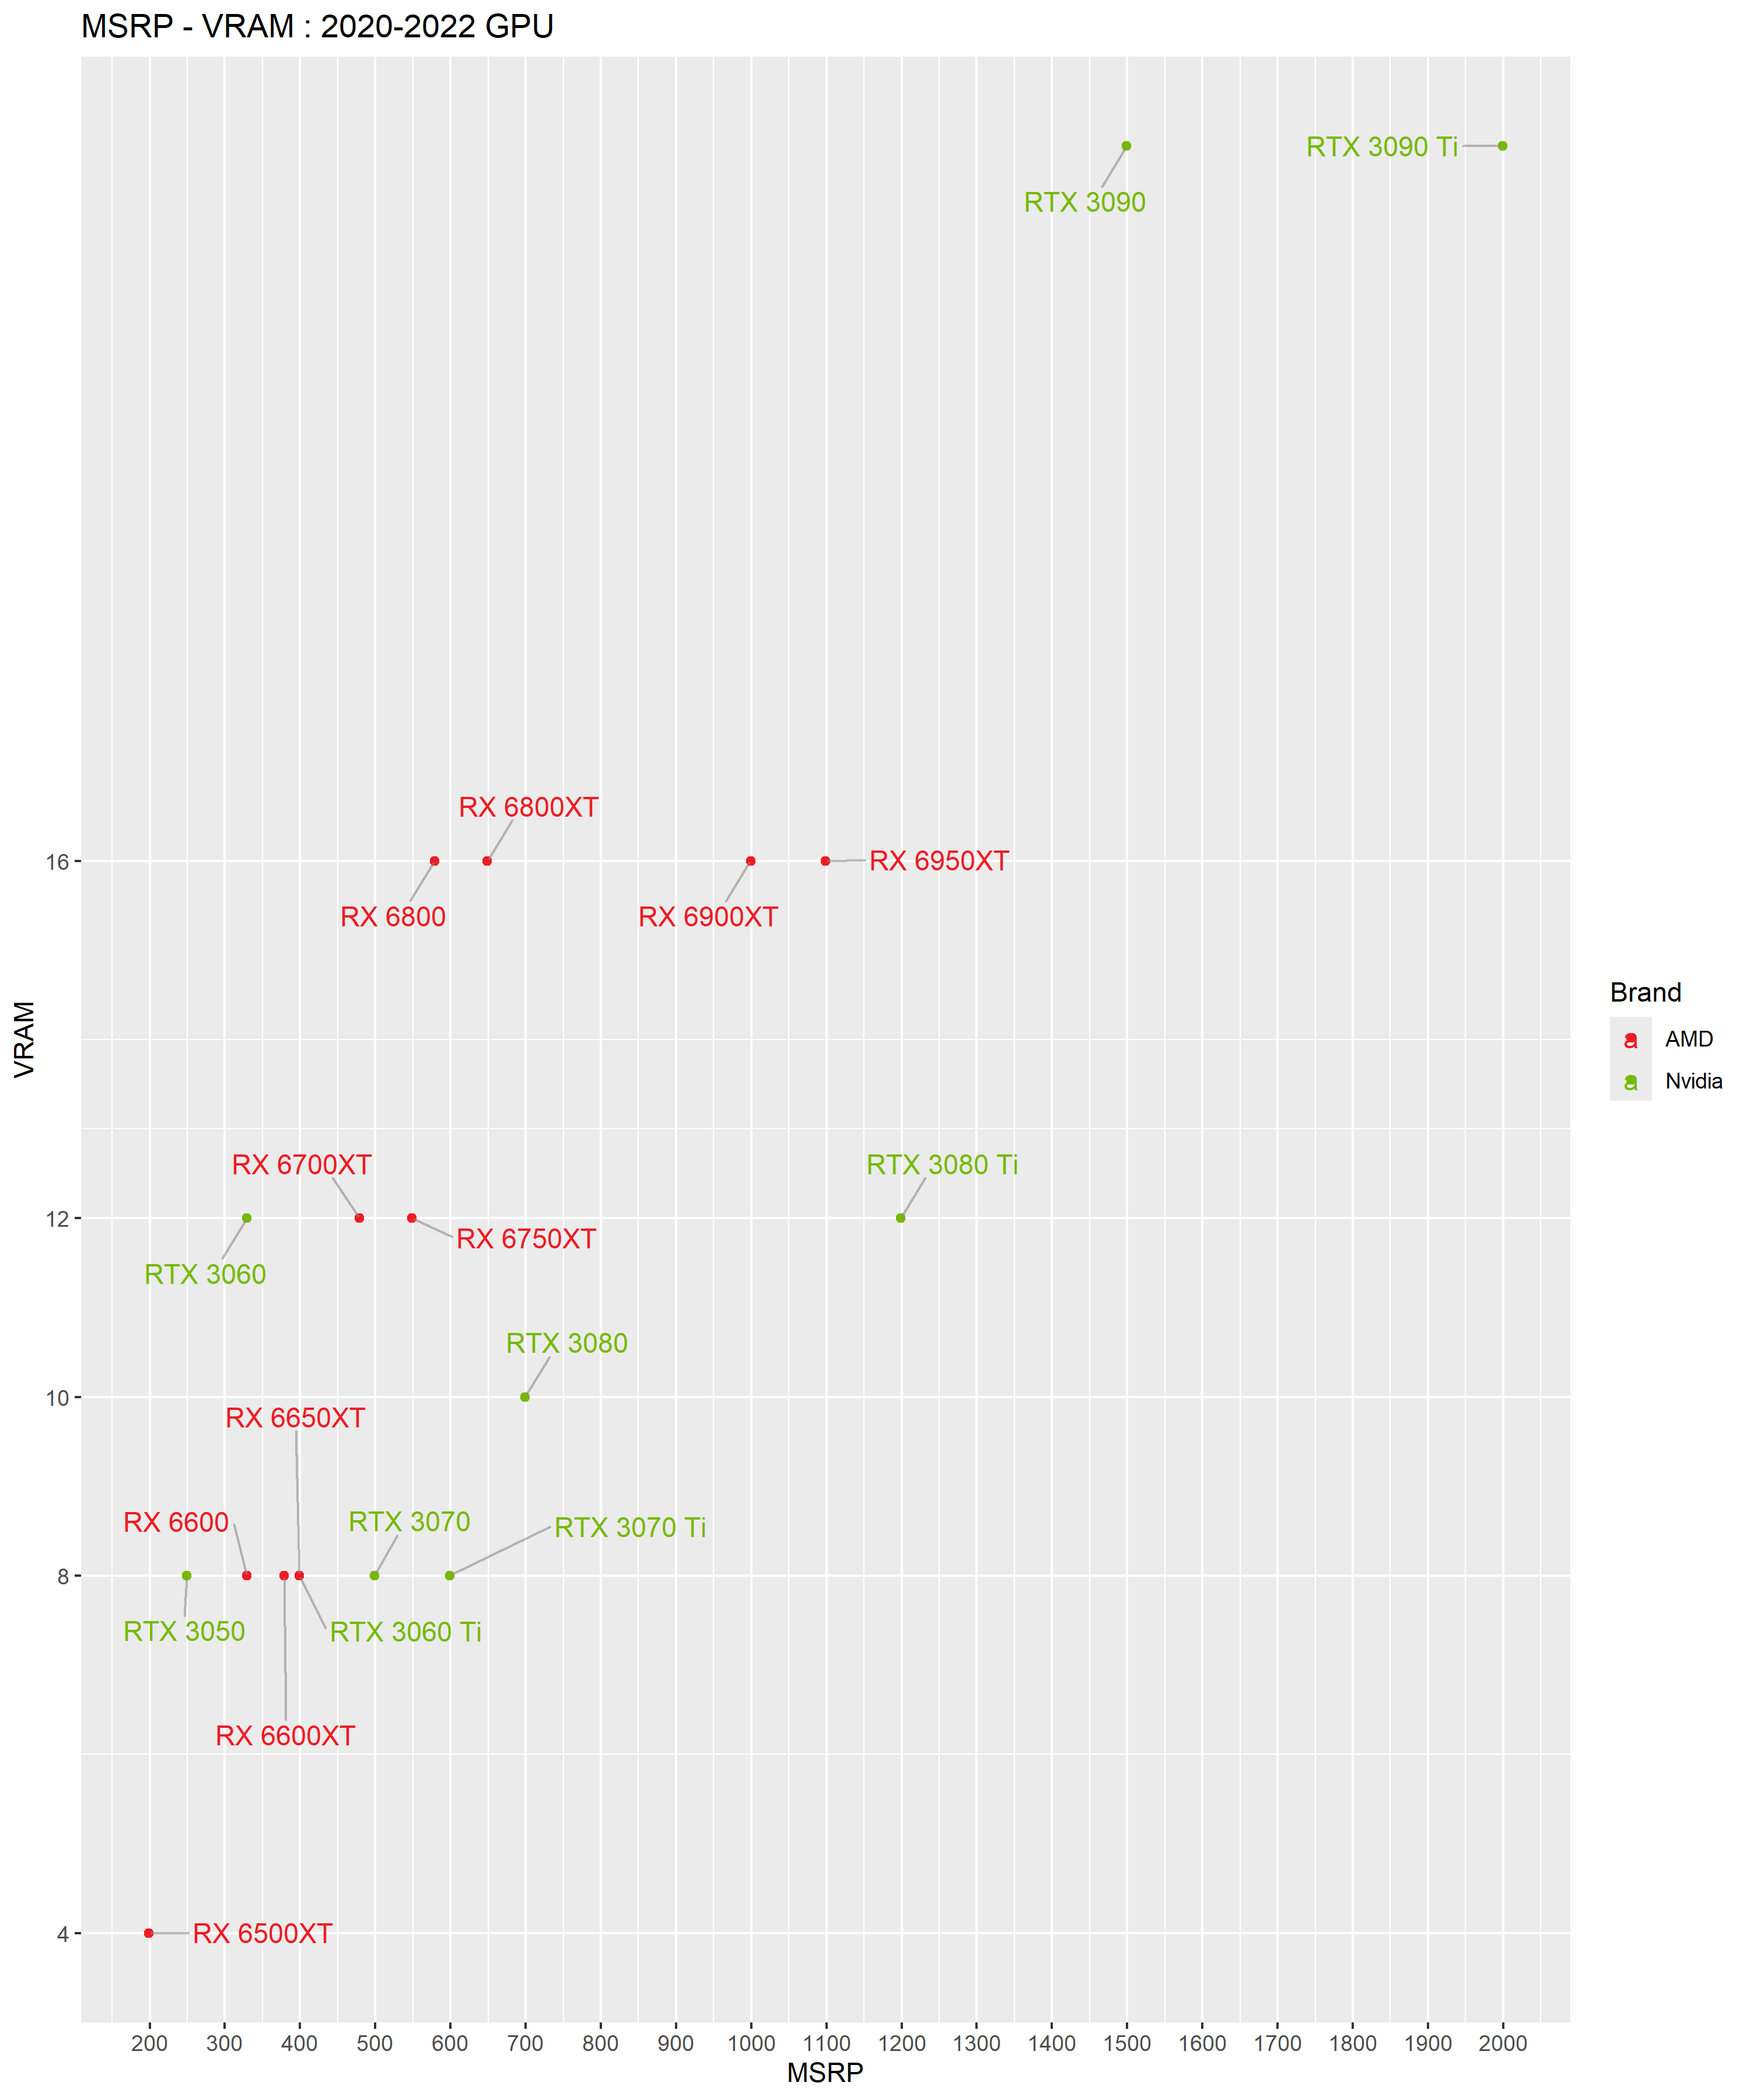 MSRP - VRAM : 2020-2022 GPU
RTX 3090 Ti
RTX 3090
RX 6800XT
16
RX 6950XT
RX 6800
RX 6900XT
VRAM
Brand
a AMD
a Nvidia
RX 6700XT
RTX 3080 Ti
12
RX 6750XT
RTX 3060
RTX 3080
10
RX 6650XT
RX 6600
RTX 3070
RTX 3070 Ti
8
RTX 3050
RTX 3060 Ti
RX 6600XT
4
RX 6500XT
200 300 400 500 600 700 800 900 1000 1100 1200 1300 1400 1500 1600 1700 1800 1900 2000
MSRP